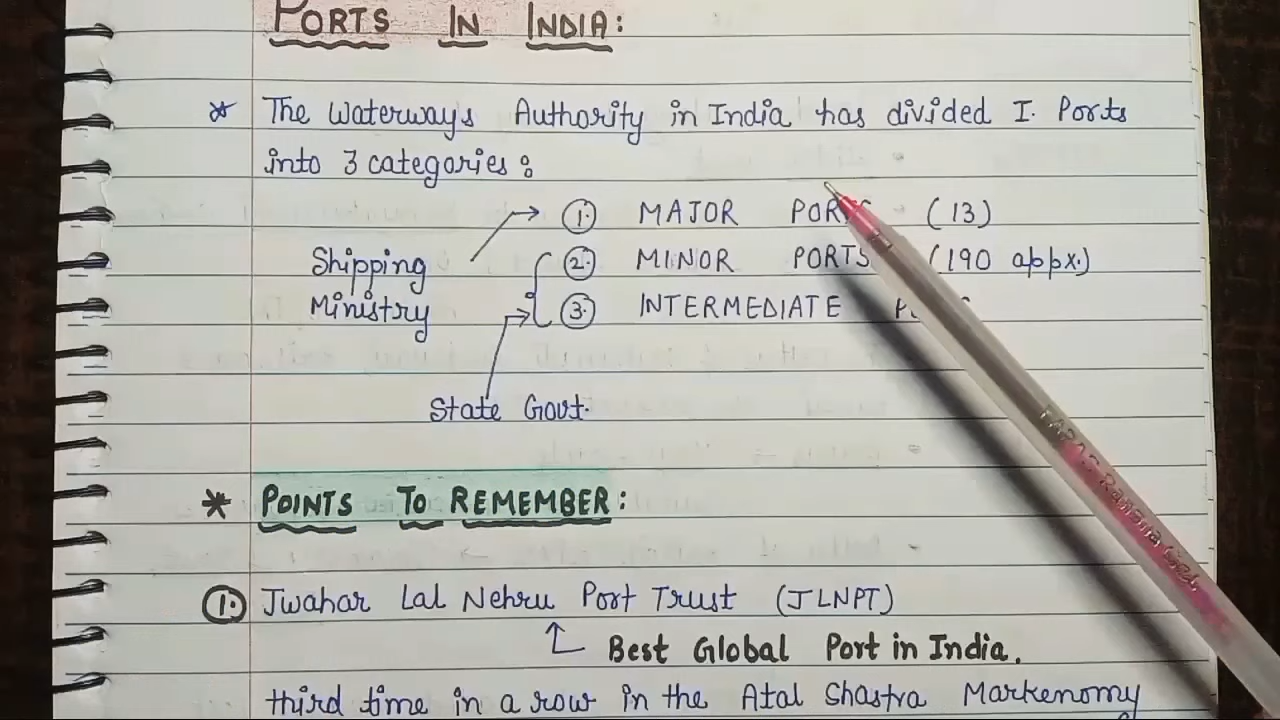 PORTS IN INDIA:
* The Waterways Authority in India has divided I. Ports
into 3 categories:
① MAJOR PORTS (13)
Shipping ② MINOR PORTS (190 appx.)
Ministry ③ INTERMEDIATE
State Govt.
* POINTS TO REMEMBER:
①. Jwahar Lal Nehru Port Trust (JLNPT)
Best Global Port in India.
third time in a row in the Atal Shastra Markenomy